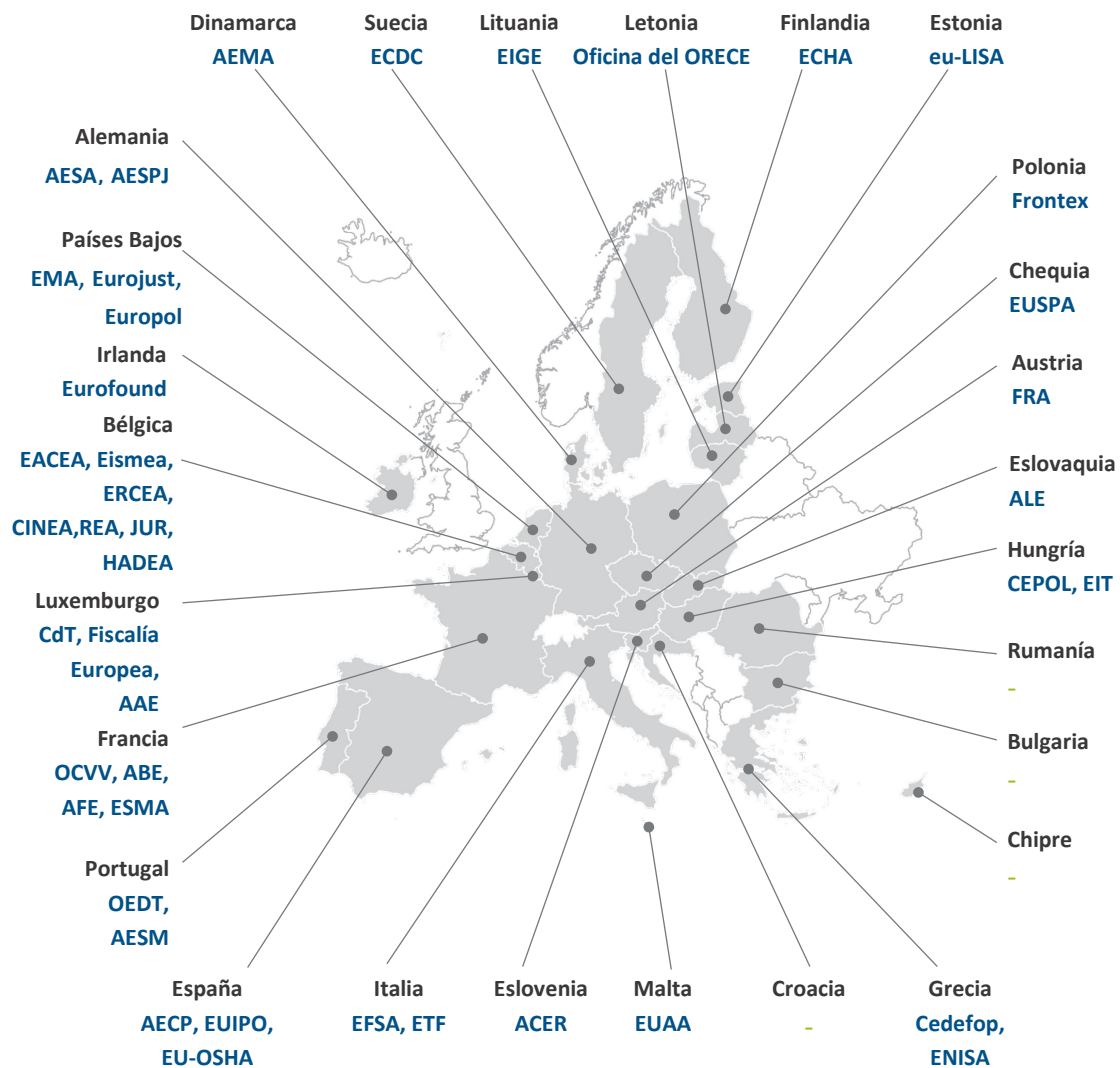 Dinamarca
AEMA
Suecia
ECDC
Lituania
EIGE
Letonia
Oficina del ORECE
Finlandia
ECHA
Estonia
eu-LISA
Alemania
AESA, AESPJ
Países Bajos
EMA, Eurojust,
Europol
Irlanda
Eurofound
Bélgica
EACEA, Eismea,
ERCEA,
CINEA,REA, JUR,
HADEA
Luxemburgo
CdT, Fiscalía
Europea,
AAE
Francia
OCVV, ABE,
AFE, ESMA
Portugal
OEDT,
AESM
Polonia
Frontex
Chequia
EUSPA
Austria
FRA
Eslovaquia
ALE
Hungría
CEPOL, EIT
Rumanía
-
Bulgaria
-
Chipre
-
España
AECP, EUIPO,
EU-OSHA
Italia
EFSA, ETF
Eslovenia
ACER
Malta
EUAA
Croacia
-
Grecia
Cedefop,
ENISA